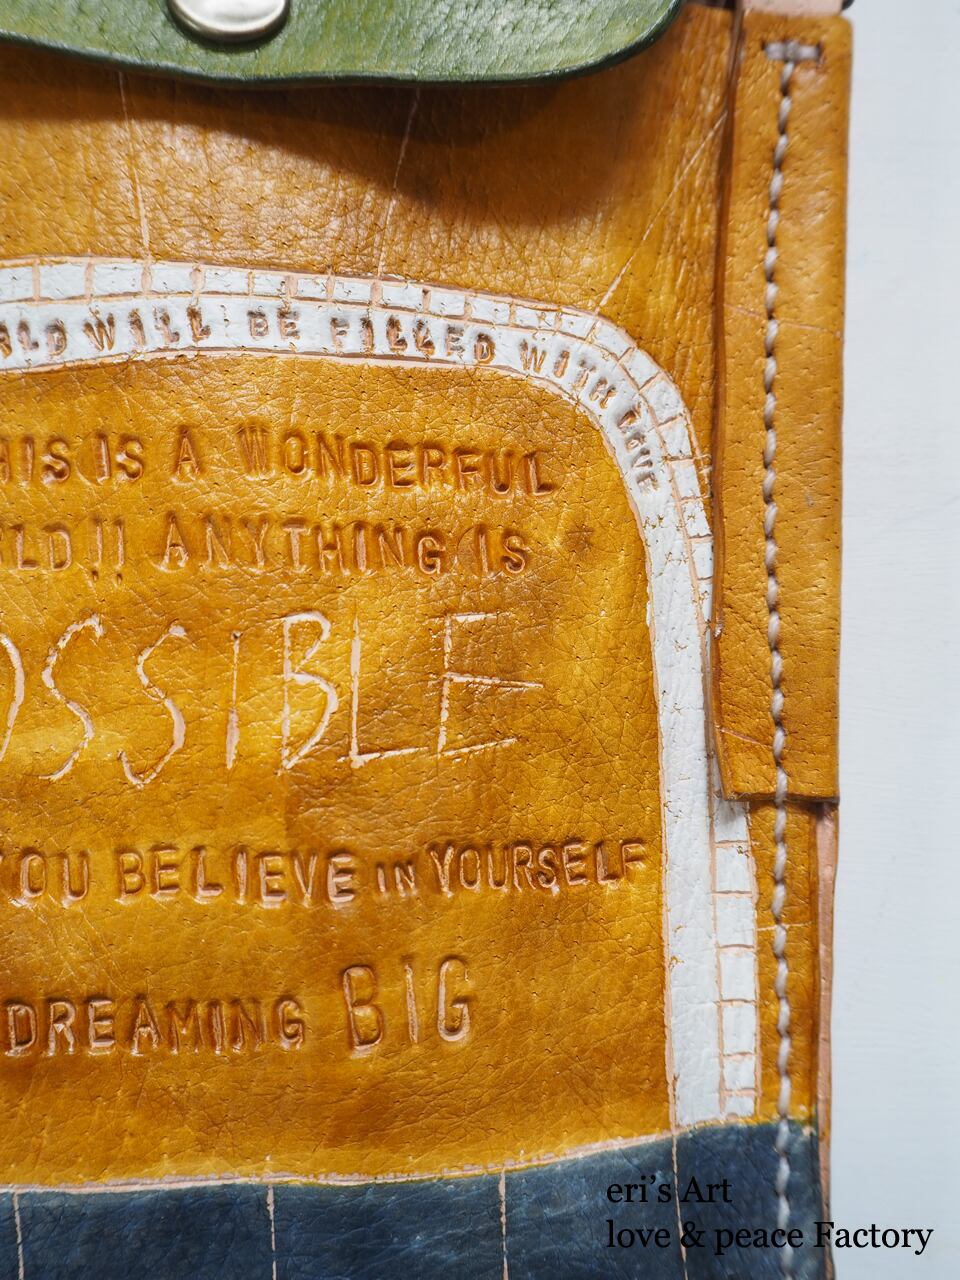 WILL BE FILLED WITH LOVE
IS A WONDERFUL
!! ANYTHING IS
YOU BELIEVE IN YOURSELF
DREAMING BIG
eri's Art
love & peace Factory